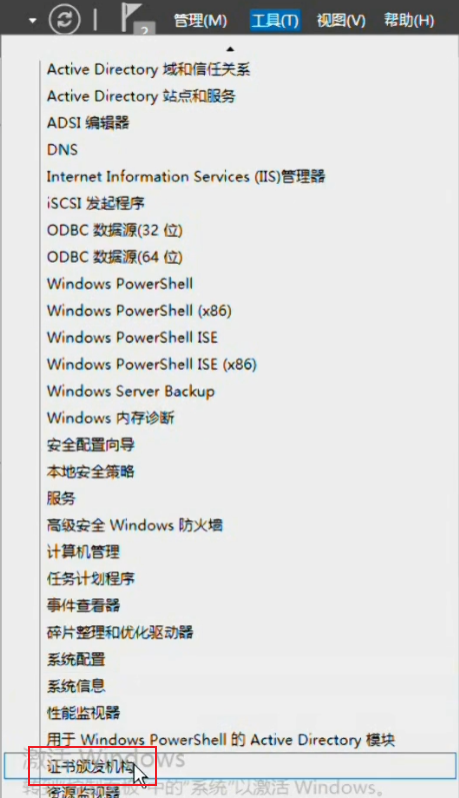 2
管理(M) 工具(T) 视图(V) 帮助(H)
Active Directory 域和信任关系
Active Directory 站点和服务
ADSI 编辑器
DNS
Internet Information Services (IIS)管理器
iSCSI 发起程序
ODBC 数据源(32 位)
ODBC 数据源(64 位)
Windows PowerShell
Windows PowerShell (x86)
Windows PowerShell ISE
Windows PowerShell ISE (x86)
Windows Server Backup
Windows 内存诊断
安全配置向导
本地安全策略
服务
高级安全 Windows 防火墙
计算机管理
任务计划程序
事件查看器
碎片整理和优化驱动器
系统配置
系统信息
性能监视器
用于 Windows PowerShell 的 Active Directory 模块
激活 Windows
证书颁发机构
转到"控制面板"中的"系统"以激活 Windows。
资源监视器